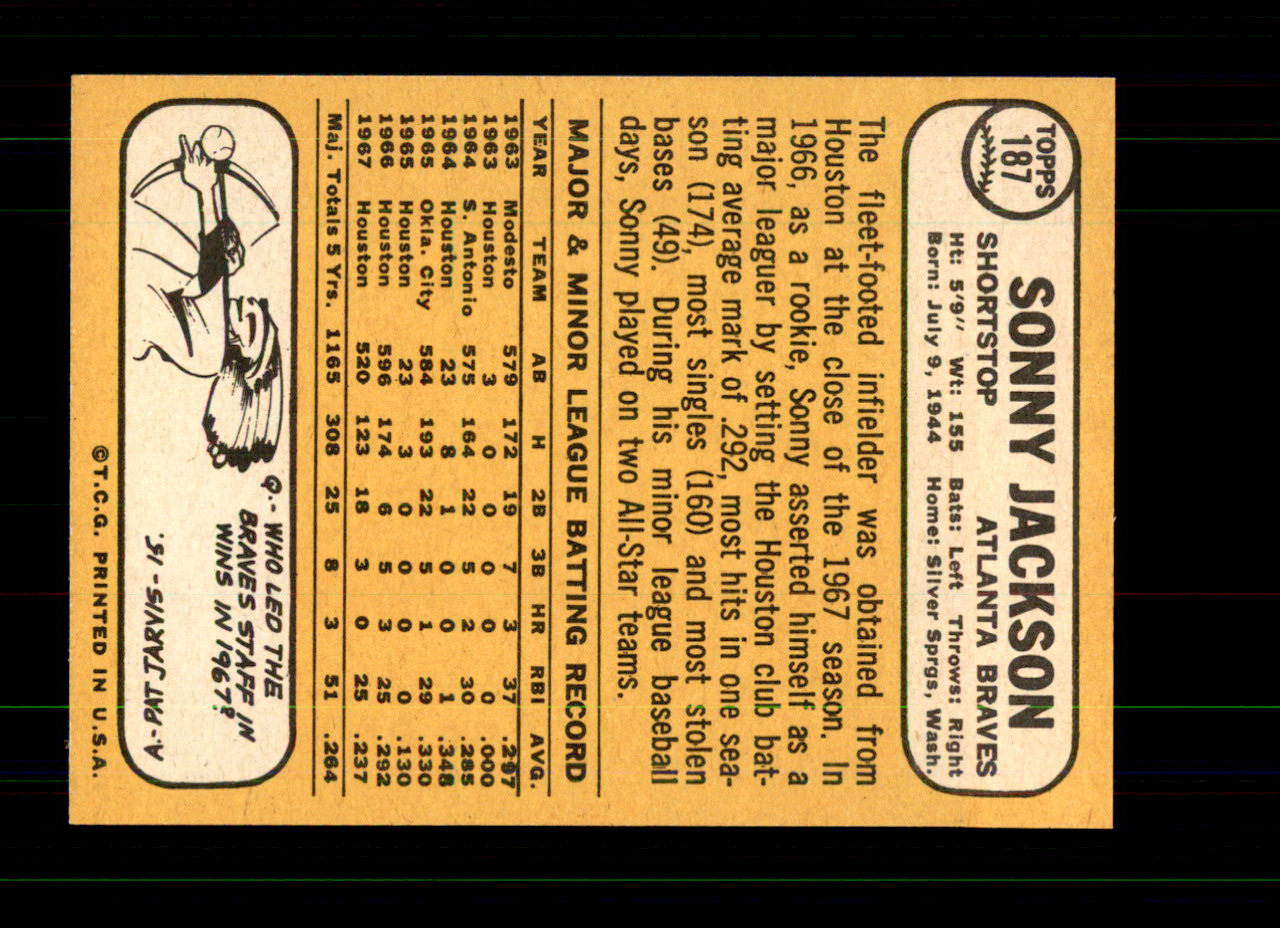 TOPPS
187
SONNY JACKSON
SHORTSTOP ATLANTA BRAVES
Ht: 5'9" Wt: 155 Bats: Left Throws: Right
Born: July 9, 1944 Home: Silver Sprgs, Wash.
The fleet-footed infielder was obtained from
Houston at the close of the 1967 season. In
1966, as a rookie, Sonny asserted himself as a
major leaguer by setting the Houston club bat-
ting average mark of .292, most hits in one sea-
son (174), most singles (160) and most stolen
bases (49). During his minor league baseball
days, Sonny played on two All-Star teams.
MAJOR & MINOR LEAGUE BATTING RECORD
YEAR TEAM AB H 2B 3B HR RBI AVG.
1963 Modesto 579 172 19 7 3 37 .297
1963 Houston 3 0 0 0 0 0 .000
1964 S. Antonio 575 164 22 5 2 30 .285
1964 Houston 23 8 1 0 0 1 .348
1965 Okla. City 584 193 22 5 1 29 .330
1965 Houston 23 3 0 0 0 0 .130
1966 Houston 596 174 6 5 3 25 .292
1967 Houston 520 123 18 3 0 25 .237
Maj. Totals 5 Yrs. 1165 308 25 8 3 51 .264
Q.- WHO LED THE
BRAVES STAFF IN
WINS IN 1967?
A.-PAT JARVIS-15.
©T.C.G. PRINTED IN U.S.A.